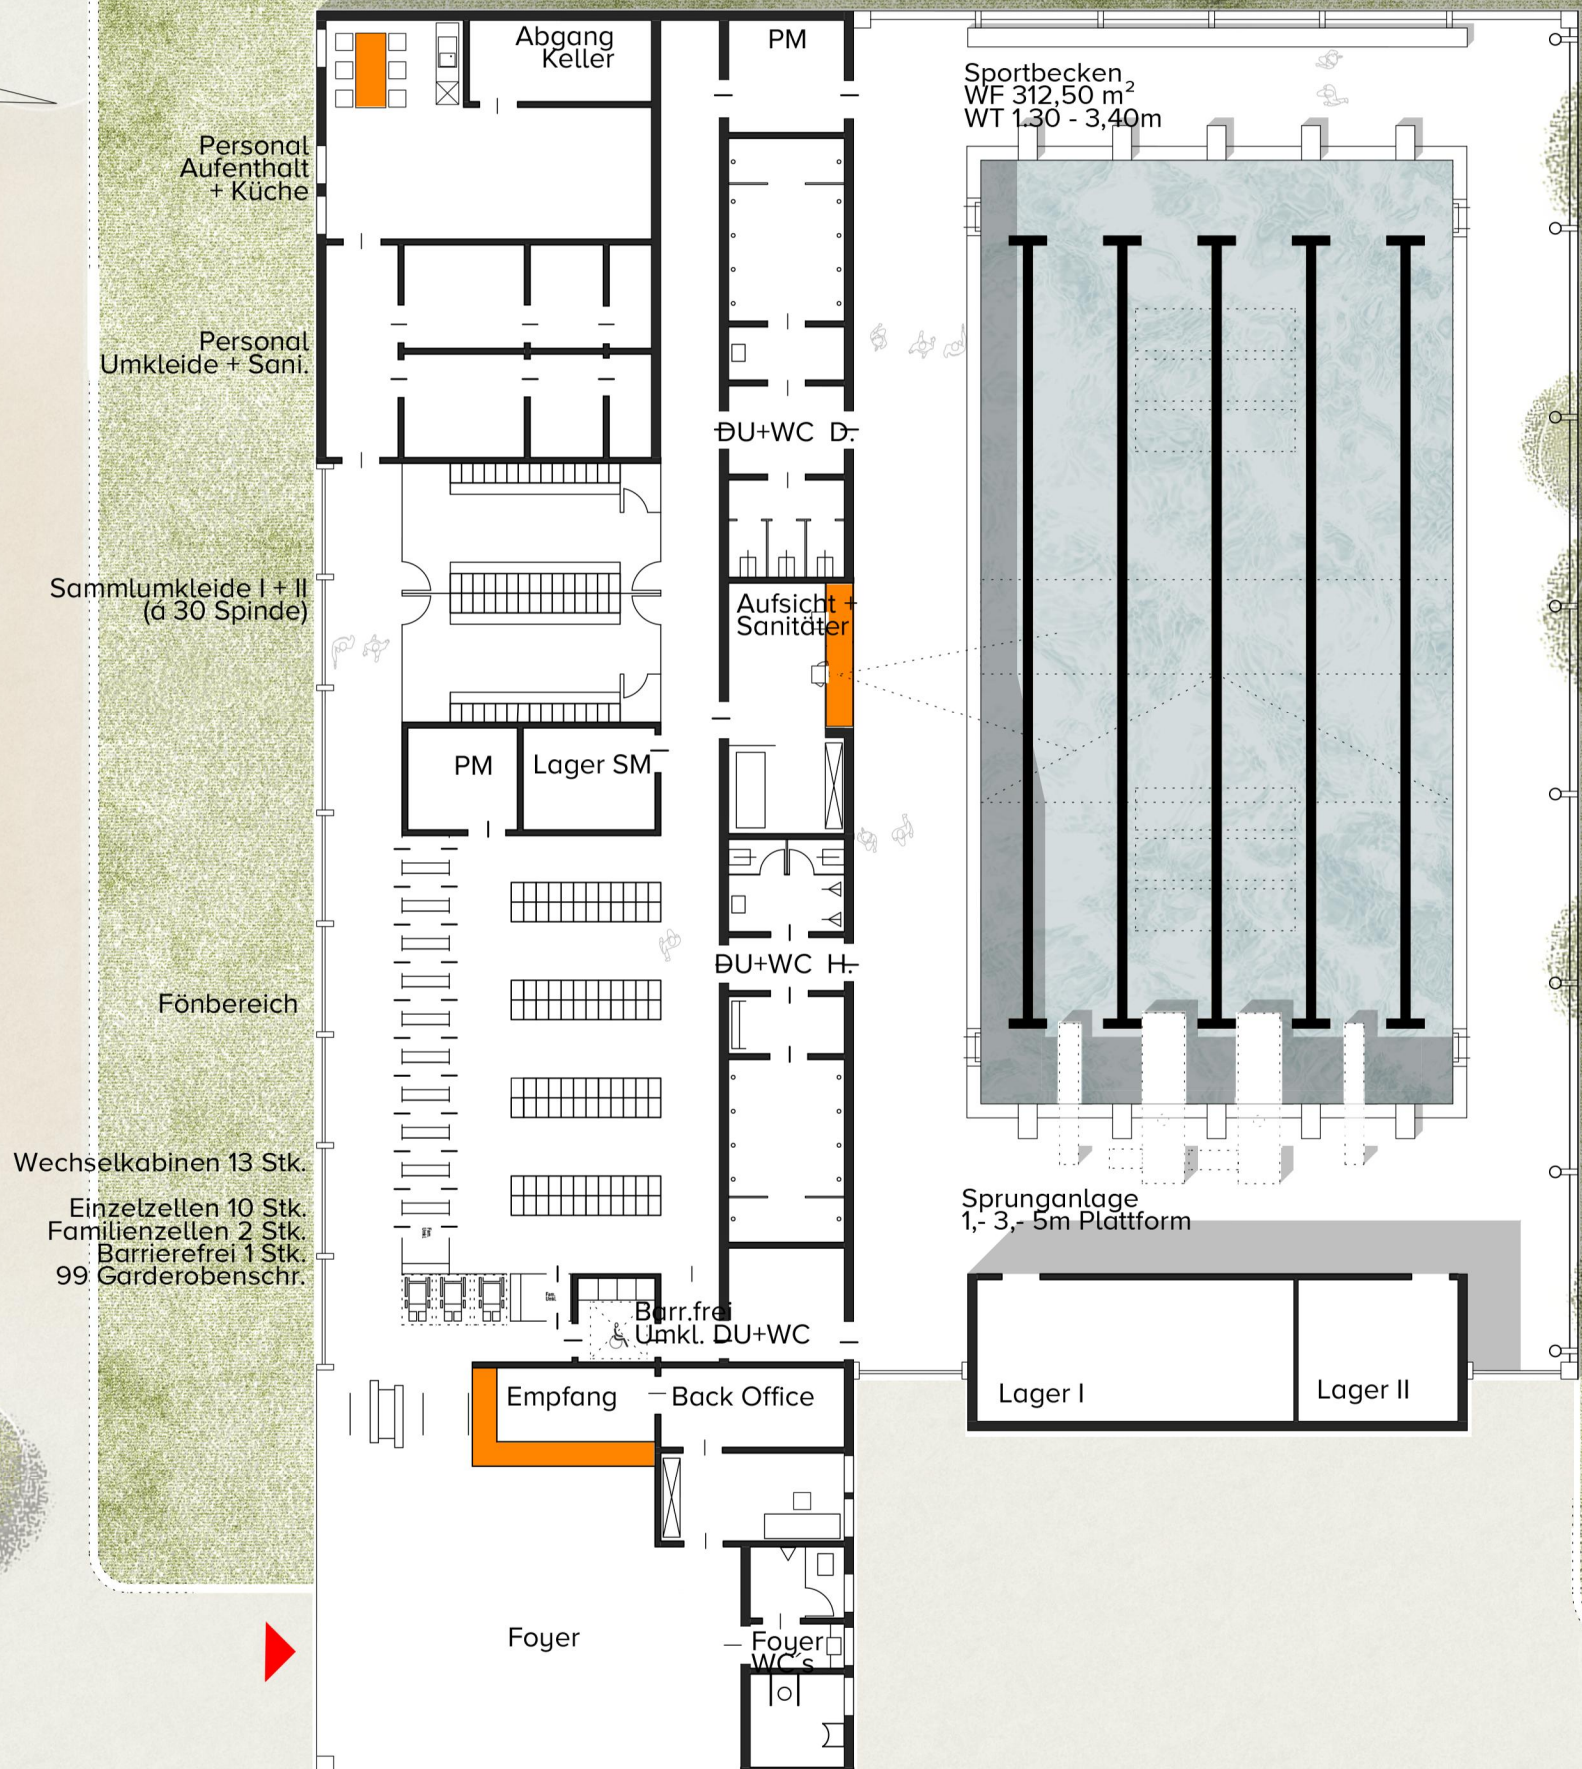 Abgang
Keller
PM
Sportbecken
WF 312,50 m²
WT 1.30 - 3,40m
Personal
Aufenthalt
+ Küche
Personal
Umkleide + Sani.
DU+WC D.
Sammlumkleide I + II
(á 30 Spinde)
Aufsicht +
Sanitäter
PM
Lager SM
DU+WC H.
Fönbereich
Wechselkabinen 13 Stk.
Einzelzellen 10 Stk.
Familienzellen 2 Stk.
Barrierefrei 1 Stk.
99 Garderobenschr.
Sprunganlage
1,- 3,- 5m Plattform
Barr.frei
Umkl. DU+WC
Empfang
Back Office
Lager I
Lager II
Foyer
Foyer
WC´s